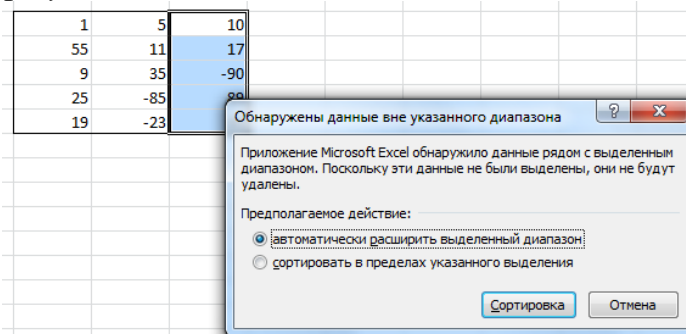 1 5 10
55 11 17
9 35 -90
25 -85 89
19 -23
Обнаружены данные вне указанного диапазона
Приложение Microsoft Excel обнаружило данные рядом с выделенным
диапазоном. Поскольку эти данные не были выделены, они не будут
удалены.
Предполагаемое действие:
автоматически расширить выделенный диапазон
сортировать в пределах указанного выделения
Сортировка Отмена